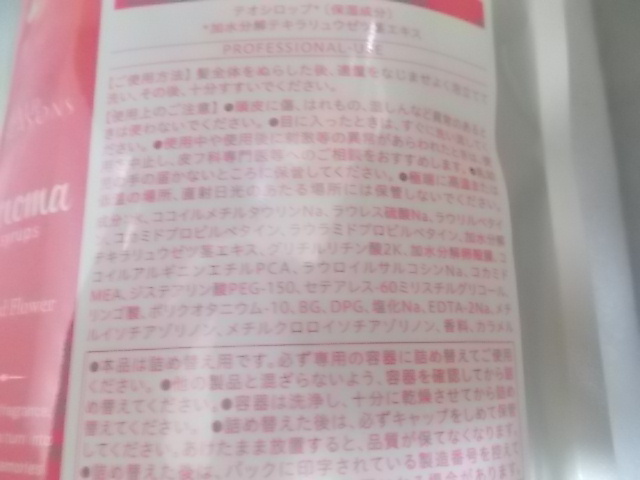 テオシロップ*（保湿成分）
*加水分解テキラリュウゼツ茎エキス
PROFESSIONAL-USE
【ご使用方法】髪全体をぬらした後、適量をなじませよく泡立てて
洗い、その後、十分すすいでください。
【使用上のご注意】●頭皮に傷、はれもの、湿しんなど異常のあると
きは使わないでください。●目に入ったときは、すぐに洗い流して
●使用中や使用後に刺激等の異常があらわれたときは、使
用を中止し、皮フ科専門医等へのご相談をおすすめします。
手の届かないところに保管してください。●極端に高温または
低温の場所、直射日光のあたる場所には保管しないでください。
水、ココイルメチルタウリンNa、ラウレス硫酸Na、ラウリルベタイ
ン、コカミドプロピルベタイン、ラウラミドプロピルベタイン、加水分解
テキラリュウゼツ茎エキス、グリチルリチン酸2K、加水分解
コイルアルギニンエチルPCA、ラウロイルサルコシンNa、コカミド
MEA、ジステアリン酸PEG-150、セテアレス-60ミリスチルグリコール、
リンゴ酸、ポリクオタニウム-10、BG、DPG、塩化Na、EDTA-2Na、メチ
ルイソチアゾリノン、メチルクロロイソチアゾリノン、香料、カラメル
●本品は詰め替え用です。必ず専用の容器に詰め替えてご使用
ください。●他の製品と混ざらないよう、容器を確認してから詰
め替えてください。●容器は洗浄し、十分に乾燥させてから詰め
替えてください。●詰め替えた後は、必ずキャップをしめて保管
してください。あけたまま放置すると、品質が保てなくなります。
●詰め替えた後は、パックに印字されている製造番号を控えて
場合があります。
aroma
syrups
Flower